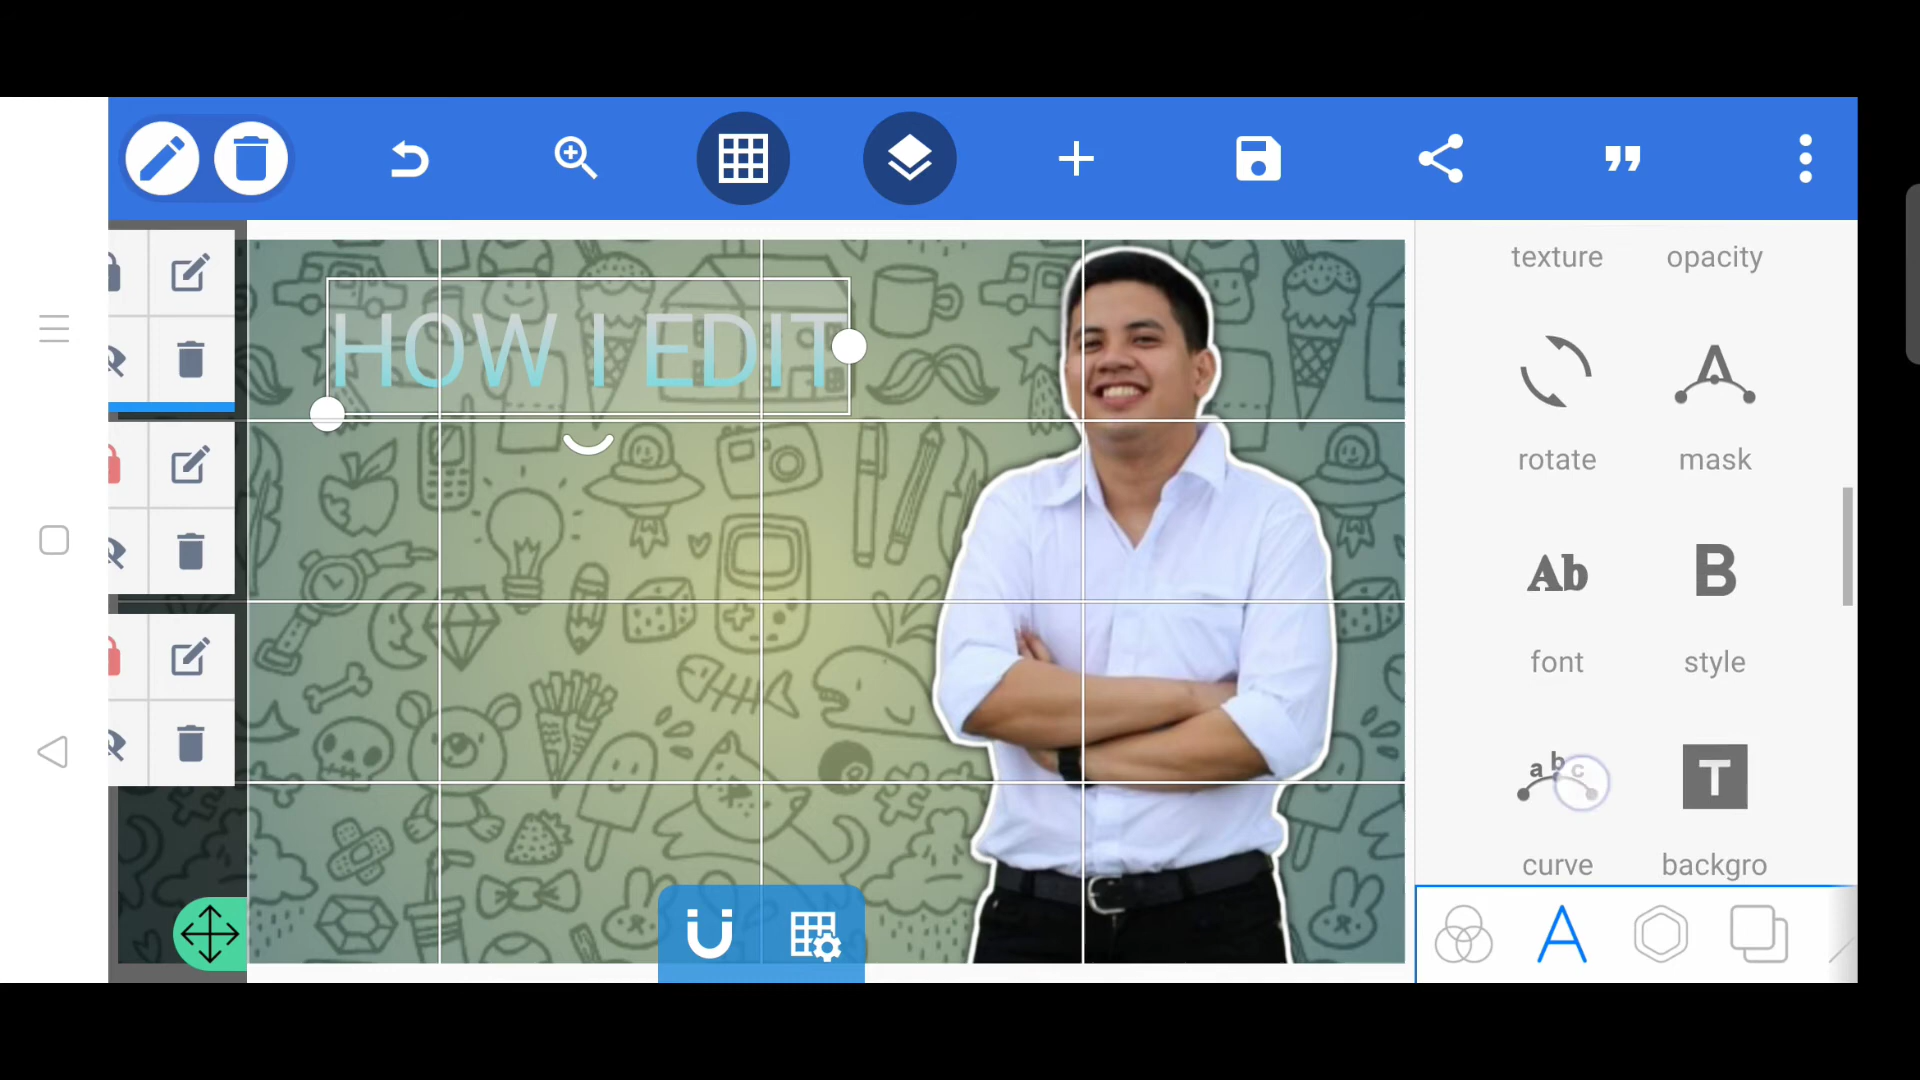 HOW I EDIT
texture opacity
rotate mask
Ab B
font style
a b c T
curve backgro
A